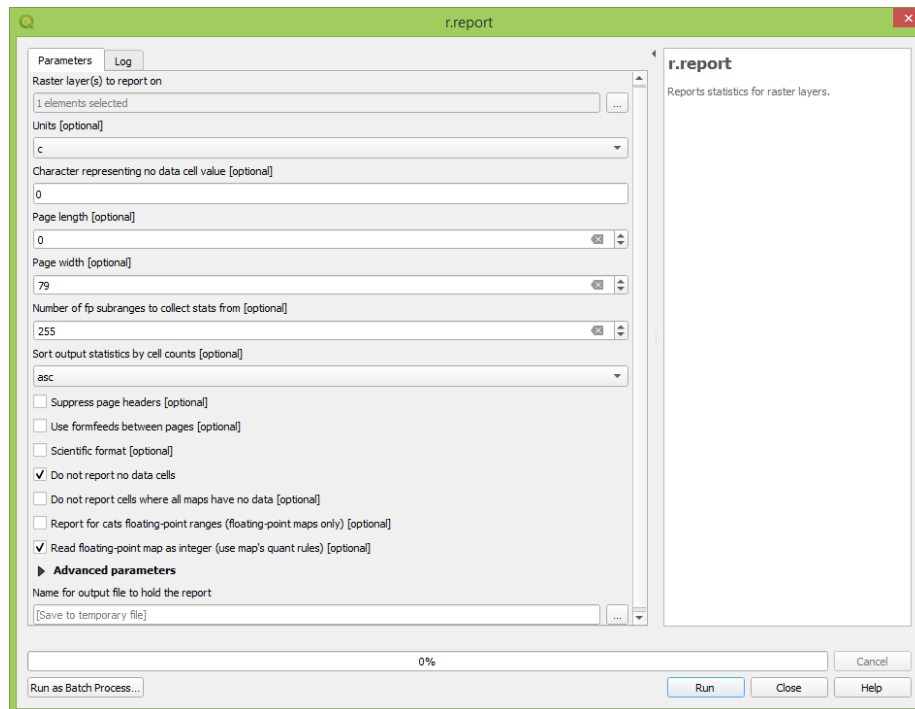 r.report
Parameters
Log
Raster layer(s) to report on
1 elements selected
...
Units [optional]
c
Character representing no data cell value [optional]
0
Page length [optional]
0
Page width [optional]
79
Number of fp subranges to collect stats from [optional]
255
Sort output statistics by cell counts [optional]
asc
Suppress page headers [optional]
Use formfeeds between pages [optional]
Scientific format [optional]
Do not report no data cells
Do not report cells where all maps have no data [optional]
Report for cats floating-point ranges (floating-point maps only) [optional]
Read floating-point map as integer (use map's quant rules) [optional]
Advanced parameters
Name for output file to hold the report
[Save to temporary file]
...
r.report
Reports statistics for raster layers.
0%
Cancel
Run as Batch Process...
Run
Close
Help